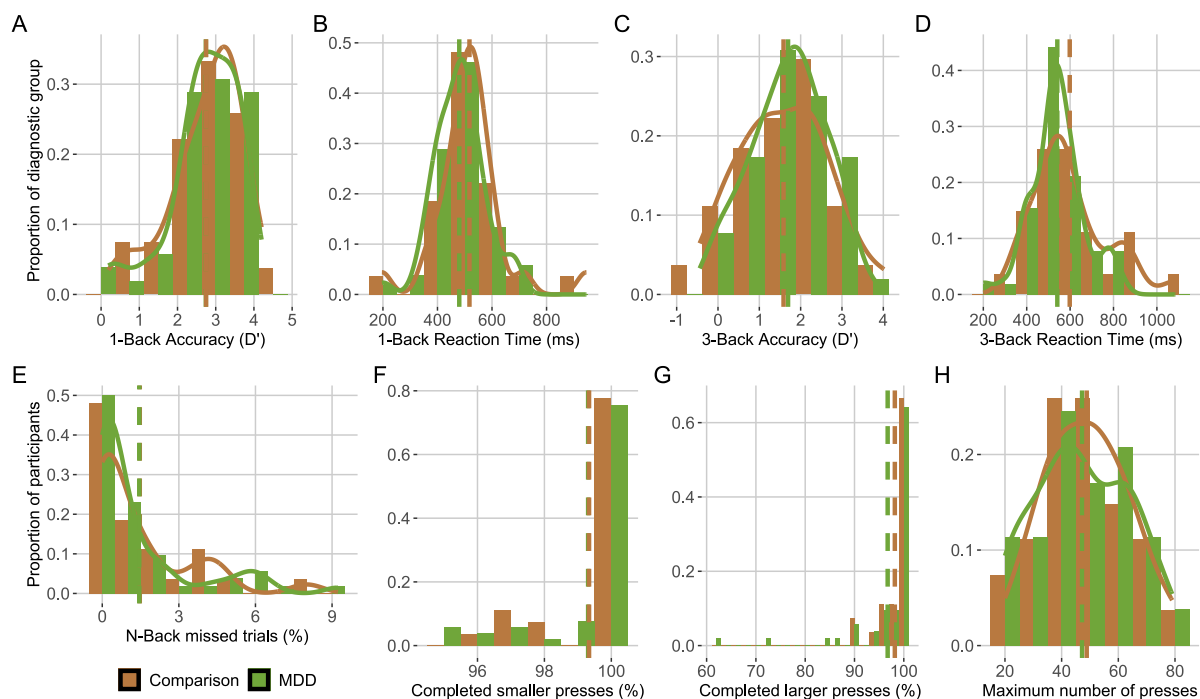 A
B
C
D
Proportion of diagnostic group
0.3
0.2
0.1
0.0
0 1 2 3 4 5
1-Back Accuracy (D')
0.5
0.4
0.3
0.2
0.1
0.0
200 400 600 800
1-Back Reaction Time (ms)
0.3
0.2
0.1
0.0
-1 0 1 2 3 4
3-Back Accuracy (D')
0.4
0.3
0.2
0.1
0.0
200 400 600 800 1000
3-Back Reaction Time (ms)
E
F
G
H
Proportion of participants
0.5
0.4
0.3
0.2
0.1
0.0
0 3 6 9
N-Back missed trials (%)
0.8
0.6
0.4
0.2
0.0
96 98 100
Completed smaller presses (%)
0.6
0.4
0.2
0.0
60 70 80 90 100
Completed larger presses (%)
0.2
0.1
0.0
20 40 60 80
Maximum number of presses
Comparison MDD